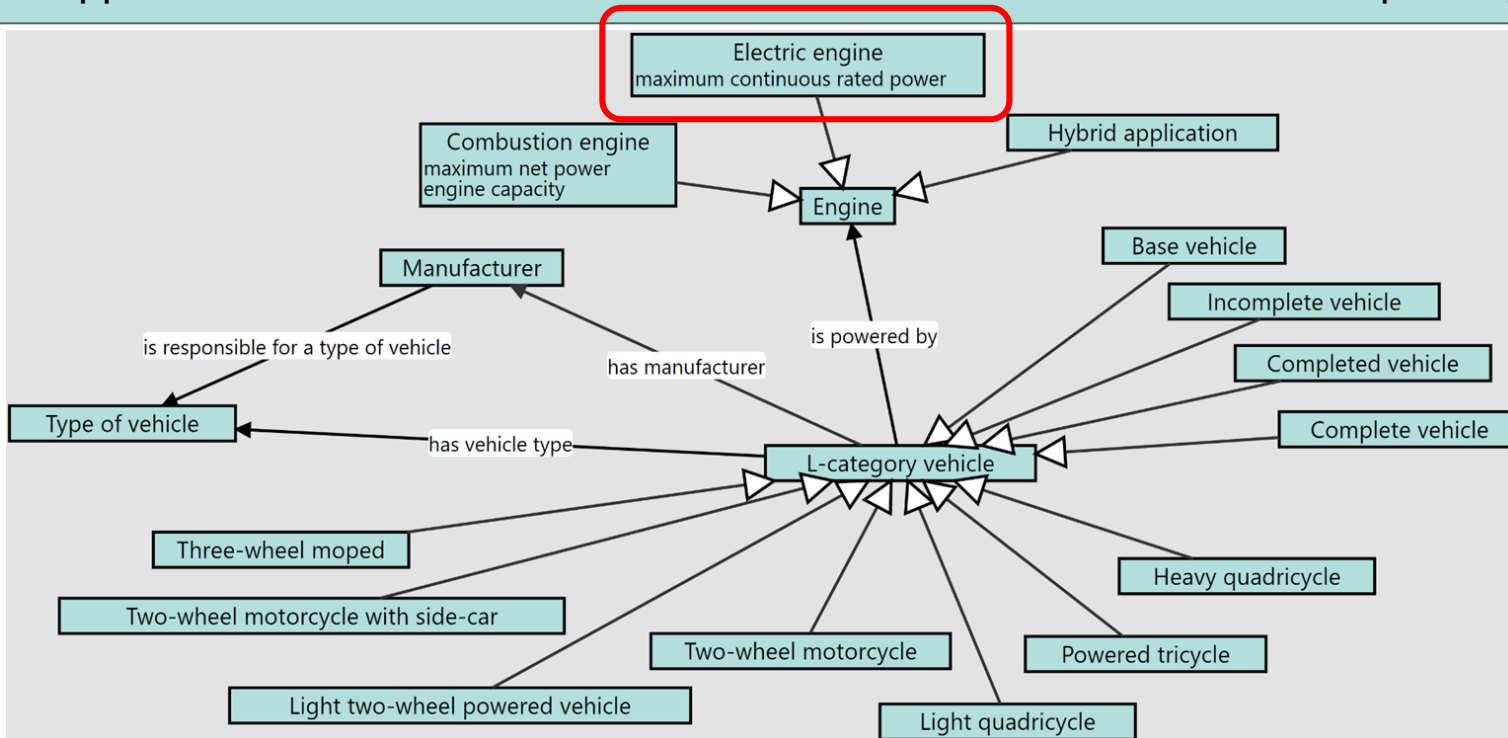 Electric engine
maximum continuous rated power
Combustion engine
maximum net power
engine capacity
Hybrid application
Engine
Manufacturer
Base vehicle
Incomplete vehicle
is responsible for a type of vehicle
is powered by
has manufacturer
Completed vehicle
Type of vehicle
has vehicle type
Complete vehicle
L-category vehicle
Three-wheel moped
Heavy quadricycle
Two-wheel motorcycle with side-car
Two-wheel motorcycle
Powered tricycle
Light two-wheel powered vehicle
Light quadricycle